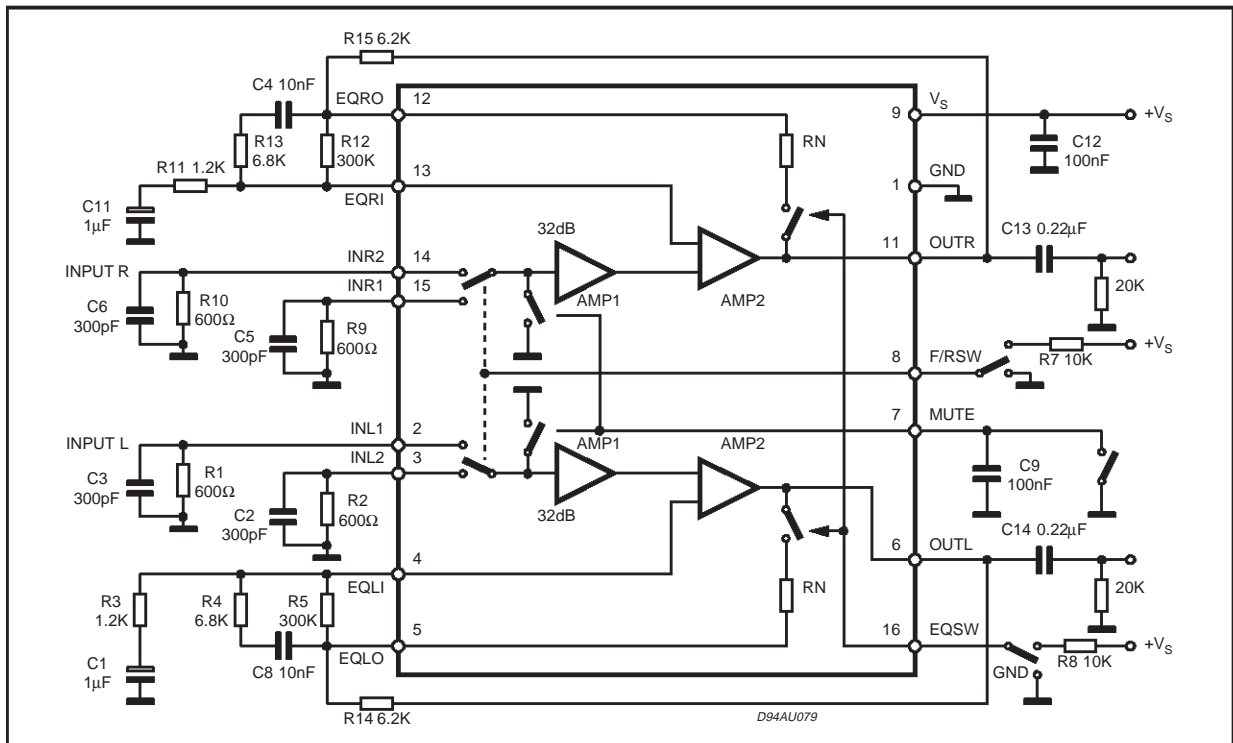 R15 6.2K
C4 10nF
EQRO
12
V_S
9
+V_S
R13
6.8K
R12
300K
RN
C12
100nF
R11 1.2K
13
GND
1
C11
1µF
EQRI
32dB
C13 0.22µF
11
OUTR
INPUT R
INR2
14
INR1
15
AMP1
AMP2
20K
C6
300pF
R10
600Ω
C5
300pF
R9
600Ω
8
F/RSW
R7 10K
+V_S
7
MUTE
INPUT L
INL1
2
AMP1
AMP2
INL2
3
C9
100nF
C3
300pF
R1
600Ω
C2
300pF
R2
600Ω
32dB
C14 0.22µF
6
OUTL
4
EQLI
R3
1.2K
R4
6.8K
R5
300K
RN
20K
5
EQLO
16
EQSW
+V_S
R8 10K
GND
C1
1µF
C8 10nF
R14 6.2K
D94AU079